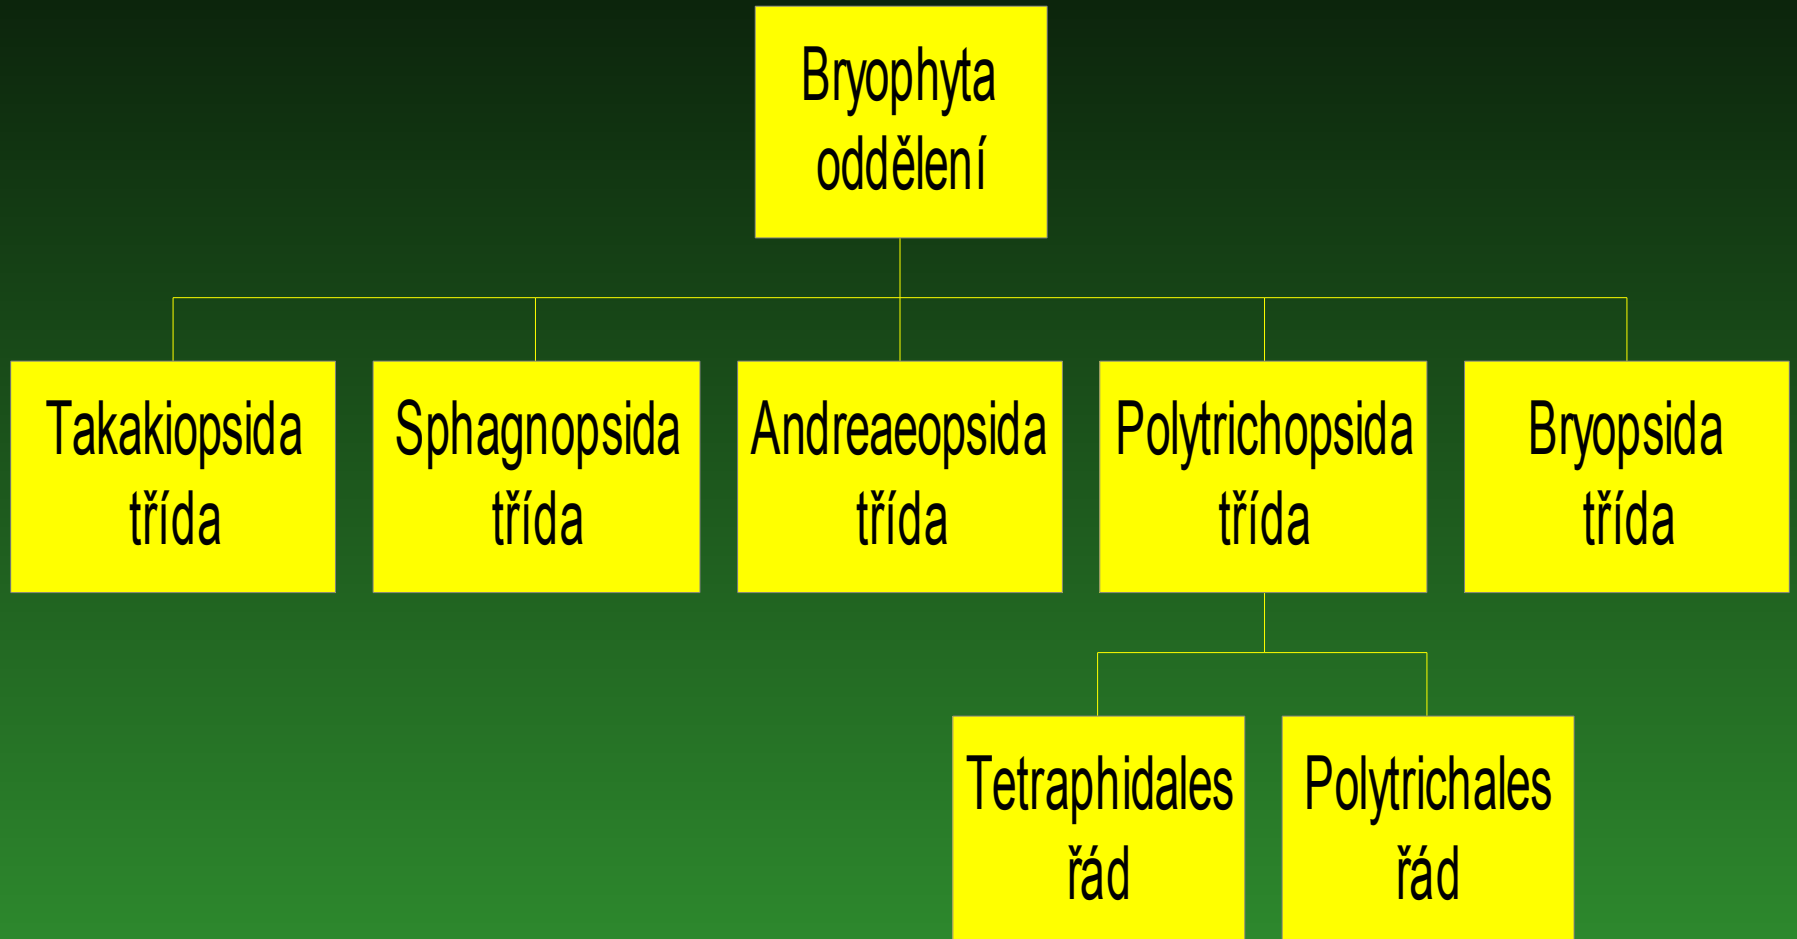 Bryophyta
oddělení
Takakiopsida
třída
Sphagnopsida
třída
Andreaeopsida
třída
Polytrichopsida
třída
Bryopsida
třída
Tetraphidales
řád
Polytrichales
řád